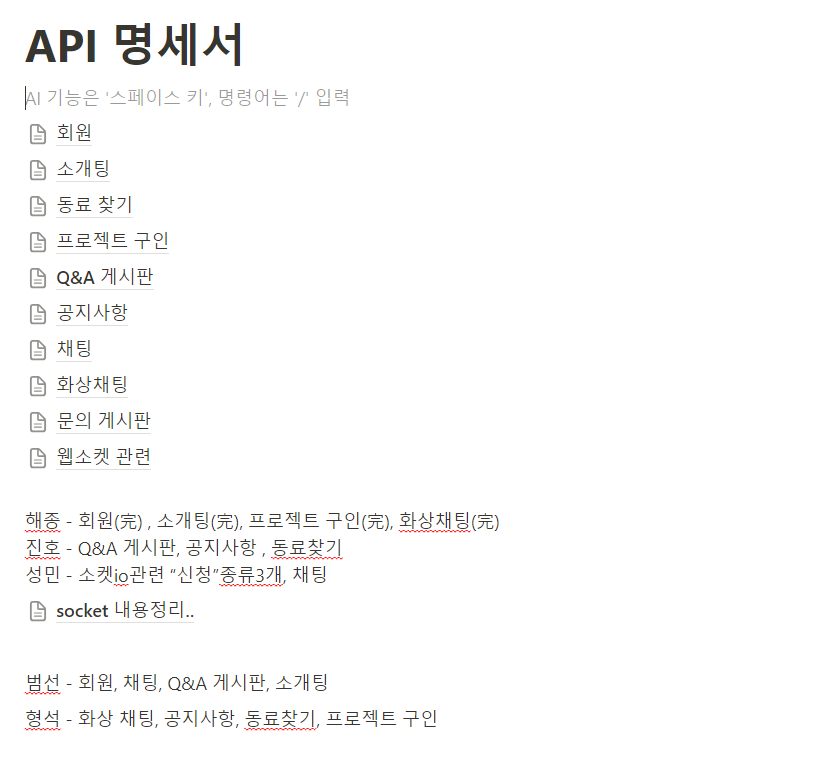 API 명세서
AI 기능은 '스페이스 키', 명령어는 '/' 입력
회원
소개팅
동료 찾기
프로젝트 구인
Q&A 게시판
공지사항
채팅
화상채팅
문의 게시판
웹소켓 관련
해종 - 회원(完) , 소개팅(完), 프로젝트 구인(完), 화상채팅(完)
진호 - Q&A 게시판, 공지사항 , 동료찾기
성민 - 소켓io관련 “신청”종류3개, 채팅
socket 내용정리..
범선 - 회원, 채팅, Q&A 게시판, 소개팅
형석 - 화상 채팅, 공지사항, 동료찾기, 프로젝트 구인